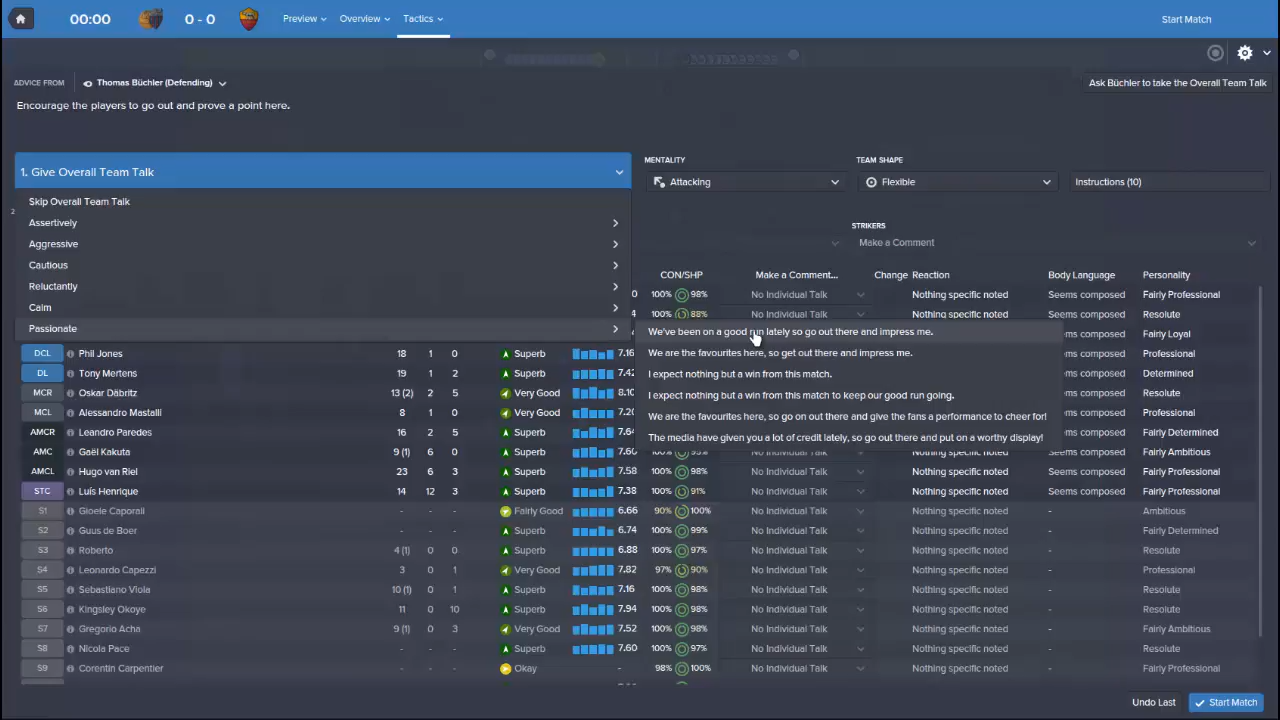 00:00 0 - 0 Preview Overview Tactics Start Match
ADVICE FROM Thomas Büchler (Defending) Ask Büchler to take the Overall Team Talk
Encourage the players to go out and prove a point here.
MENTALITY TEAM SHAPE
1. Give Overall Team Talk Attacking Flexible Instructions (10)
Skip Overall Team Talk
2
Assertively STRIKERS
Aggressive Make a Comment
Cautious
CON/SHP Make a Comment... Change Reaction Body Language Personality
Reluctantly 0 100% 98% No Individual Talk Nothing specific noted Seems composed Fairly Professional
Calm 4 100% 88% No Individual Talk Nothing specific noted Seems composed Resolute
Passionate We've been on a good run lately so go out there and impress me. Fairly Loyal
DCL Phil Jones 18 1 0 Superb 7.16 We are the favourites here, so get out there and impress me. Professional
DL Tony Mertens 19 1 2 Superb 7.42 I expect nothing but a win from this match. Determined
MCR Oskar Däbritz 13 (2) 2 5 Very Good 8.10 I expect nothing but a win from this match to keep our good run going. Resolute
MCL Alessandro Mastalli 8 1 0 Very Good 7.20 We are the favourites here, so go on out there and give the fans a performance to cheer for! Professional
AMCR Leandro Paredes 16 2 5 Superb 7.64 The media have given you a lot of credit lately, so go out there and put on a worthy display! Fairly Determined
AMC Gaël Kakuta 9 (1) 6 0 Superb 7.60 100% 95% No Individual Talk Nothing specific noted Seems composed Fairly Ambitious
AMCL Hugo van Riel 23 6 3 Superb 7.58 100% 98% No Individual Talk Nothing specific noted Seems composed Fairly Professional
STC Luís Henrique 14 12 3 Superb 7.38 100% 91% No Individual Talk Nothing specific noted Seems composed Fairly Professional
S1 Gioele Caporali - - - Fairly Good 6.66 90% 100% No Individual Talk Nothing specific noted - Ambitious
S2 Guus de Boer - - - Superb 6.74 100% 99% No Individual Talk Nothing specific noted - Fairly Determined
S3 Roberto 4 (1) 0 0 Superb 6.88 100% 97% No Individual Talk Nothing specific noted - Resolute
S4 Leonardo Capezzi 3 0 1 Very Good 7.82 97% 90% No Individual Talk Nothing specific noted - Professional
S5 Sebastiano Viola 10 (1) 0 1 Superb 7.16 100% 98% No Individual Talk Nothing specific noted - Resolute
S6 Kingsley Okoye 11 0 10 Superb 7.94 100% 98% No Individual Talk Nothing specific noted - Resolute
S7 Gregorio Acha 9 (1) 0 3 Very Good 7.52 100% 98% No Individual Talk Nothing specific noted - Fairly Ambitious
S8 Nicola Pace - - - Superb 7.60 100% 97% No Individual Talk Nothing specific noted - Resolute
S9 Corentin Carpentier - - - Okay - 98% 100% No Individual Talk Nothing specific noted - Fairly Professional
Undo Last Start Match